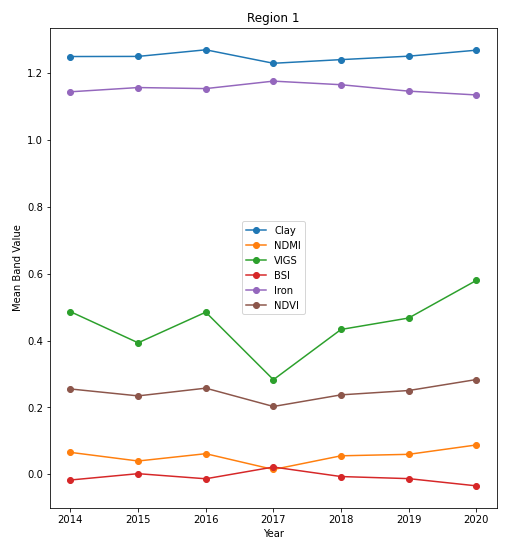 Region 1
Mean Band Value
1.2
1.0
0.8
0.6
0.4
0.2
0.0
Clay
NDMI
VIGS
BSI
Iron
NDVI
2014 2015 2016 2017 2018 2019 2020
Year